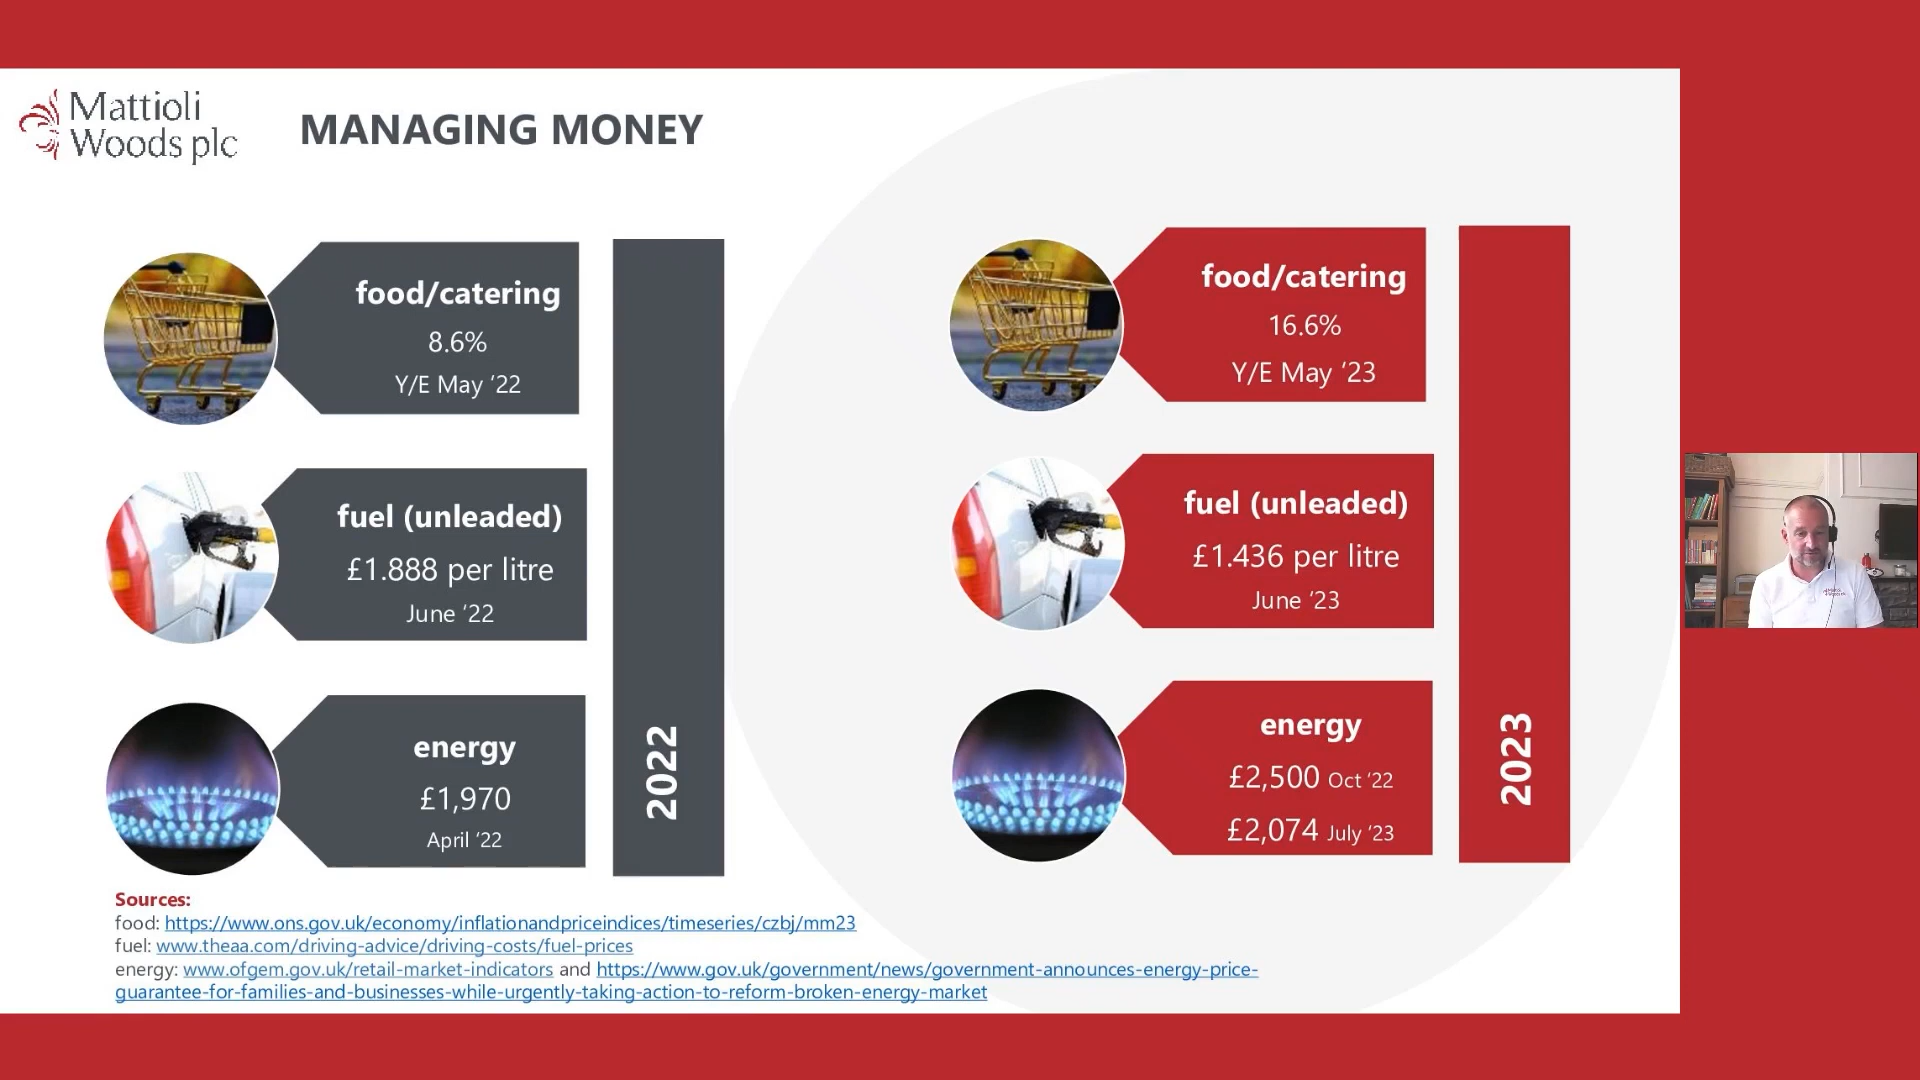 Mattioli
Woods plc
MANAGING MONEY
food/catering
8.6%
Y/E May ’22
fuel (unleaded)
£1.888 per litre
June ’22
energy
£1,970
April ’22
2022
food/catering
16.6%
Y/E May ’23
fuel (unleaded)
£1.436 per litre
June ’23
energy
£2,500 Oct ’22
£2,074 July ’23
2023
Sources:
food: https://www.ons.gov.uk/economy/inflationandpriceindices/timeseries/czbj/mm23
fuel: www.theaa.com/driving-advice/driving-costs/fuel-prices
energy: www.ofgem.gov.uk/retail-market-indicators and https://www.gov.uk/government/news/government-announces-energy-price-
guarantee-for-families-and-businesses-while-urgently-taking-action-to-reform-broken-energy-market